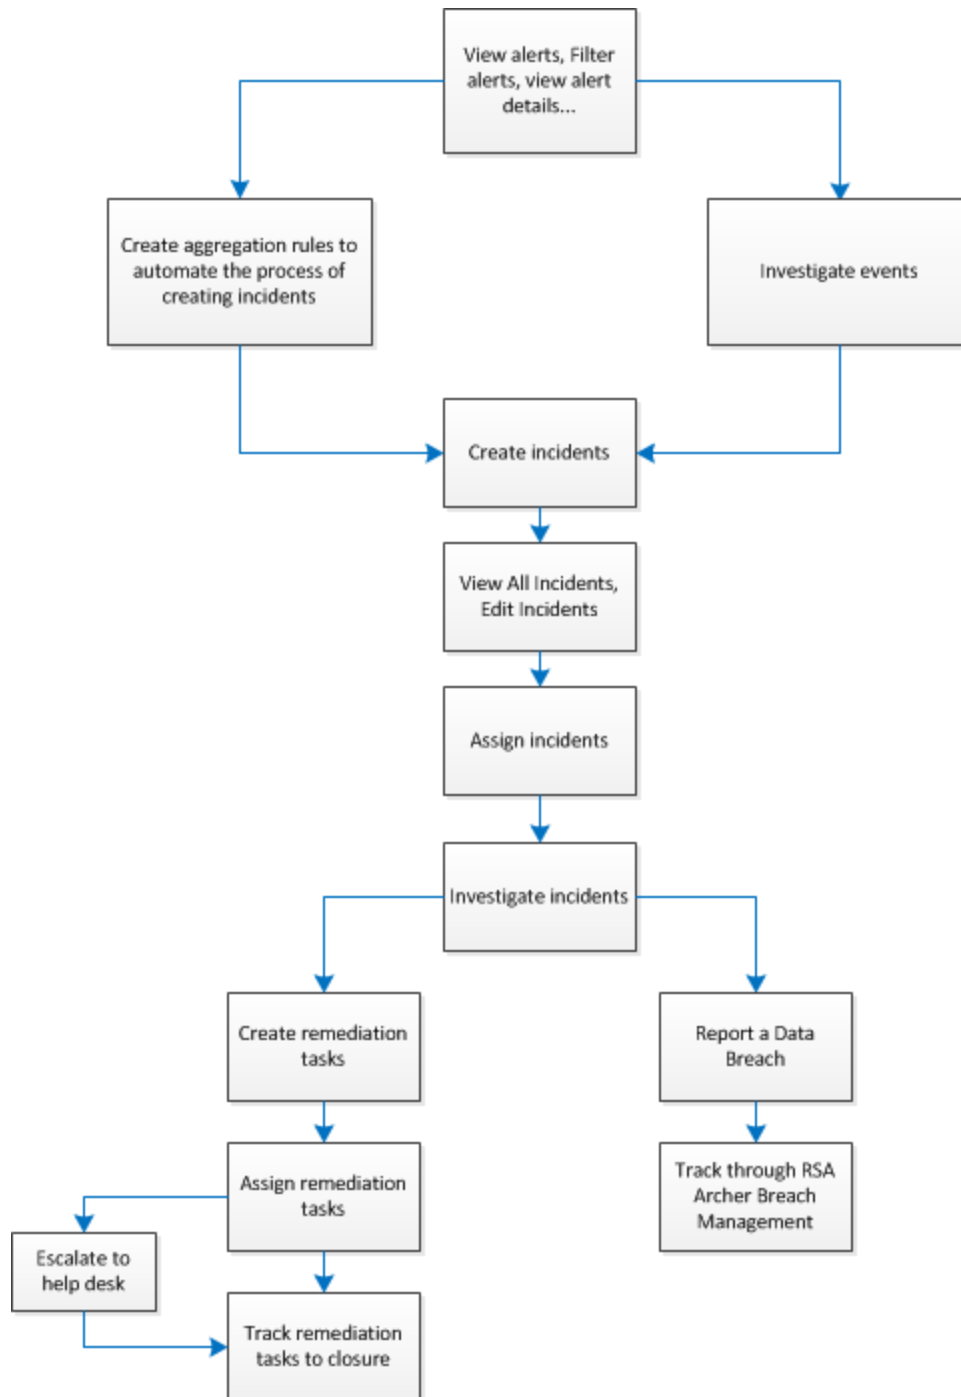 View alerts, Filter
alerts, view alert
details...
Create aggregation rules to
automate the process of
creating incidents
Investigate events
Create incidents
View All Incidents,
Edit Incidents
Assign incidents
Investigate incidents
Create remediation
tasks
Report a Data
Breach
Assign remediation
tasks
Track through RSA
Archer Breach
Management
Escalate to
help desk
Track remediation
tasks to closure